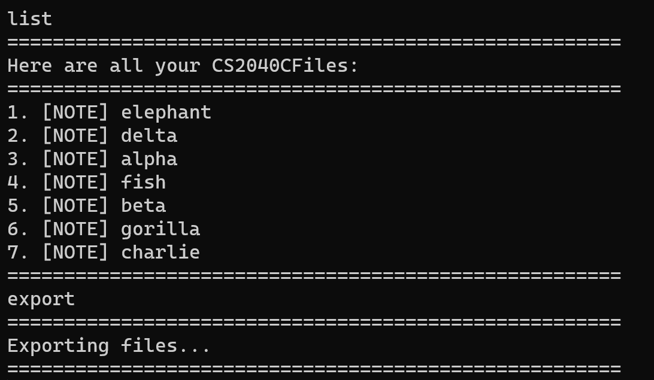 list
======================================================
Here are all your CS2040CFiles:
======================================================
1. [NOTE] elephant
2. [NOTE] delta
3. [NOTE] alpha
4. [NOTE] fish
5. [NOTE] beta
6. [NOTE] gorilla
7. [NOTE] charlie
======================================================
export
======================================================
Exporting files...
======================================================